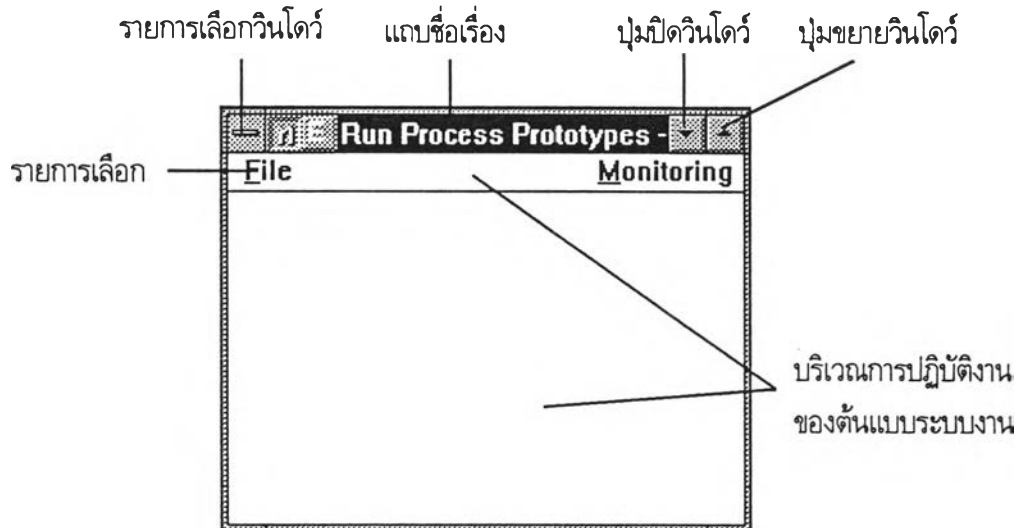 รายการเลือกวินโดว์ แถบชื่อเรื่อง ปุ่มปิดวินโดว์ ปุ่มขยายวินโดว์
Run Process Prototypes -
รายการเลือก File Monitoring
บริเวณการปฏิบัติงาน
ของต้นแบบระบบงาน